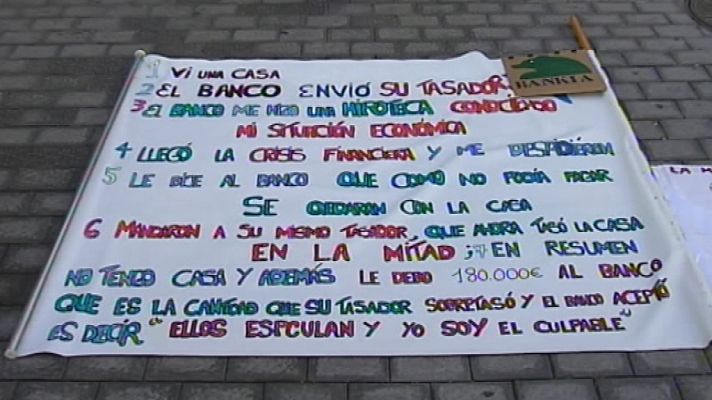 1 VI UNA CASA
2 EL BANCO ENVIÓ SU TASADOR
3 EL BANCO ME HIZO UNA HIPOTECA CONOCIENDO
MI SITUACIÓN ECONÓMICA
4 LLEGÓ LA CRISIS FINANCIERA Y ME DESPIDIERON
5 LE DIJE AL BANCO QUE COMO NO PODÍA PAGAR
SE QUEDARAN CON LA CASA
6 MANDARON A SU MISMO TASADOR, QUE AHORA TASÓ LA CASA
EN LA MITAD ; 7 EN RESUMEN
NO TENGO CASA Y ADEMÁS LE DEBO 180.000€ AL BANCO
QUE ES LA CANTIDAD QUE SU TASADOR SOBRETASÓ Y EL BANCO ACEPTÓ
ES DECIR "ELLOS ESPCULAN Y YO SOY EL CULPABLE"
BANKIA
LA